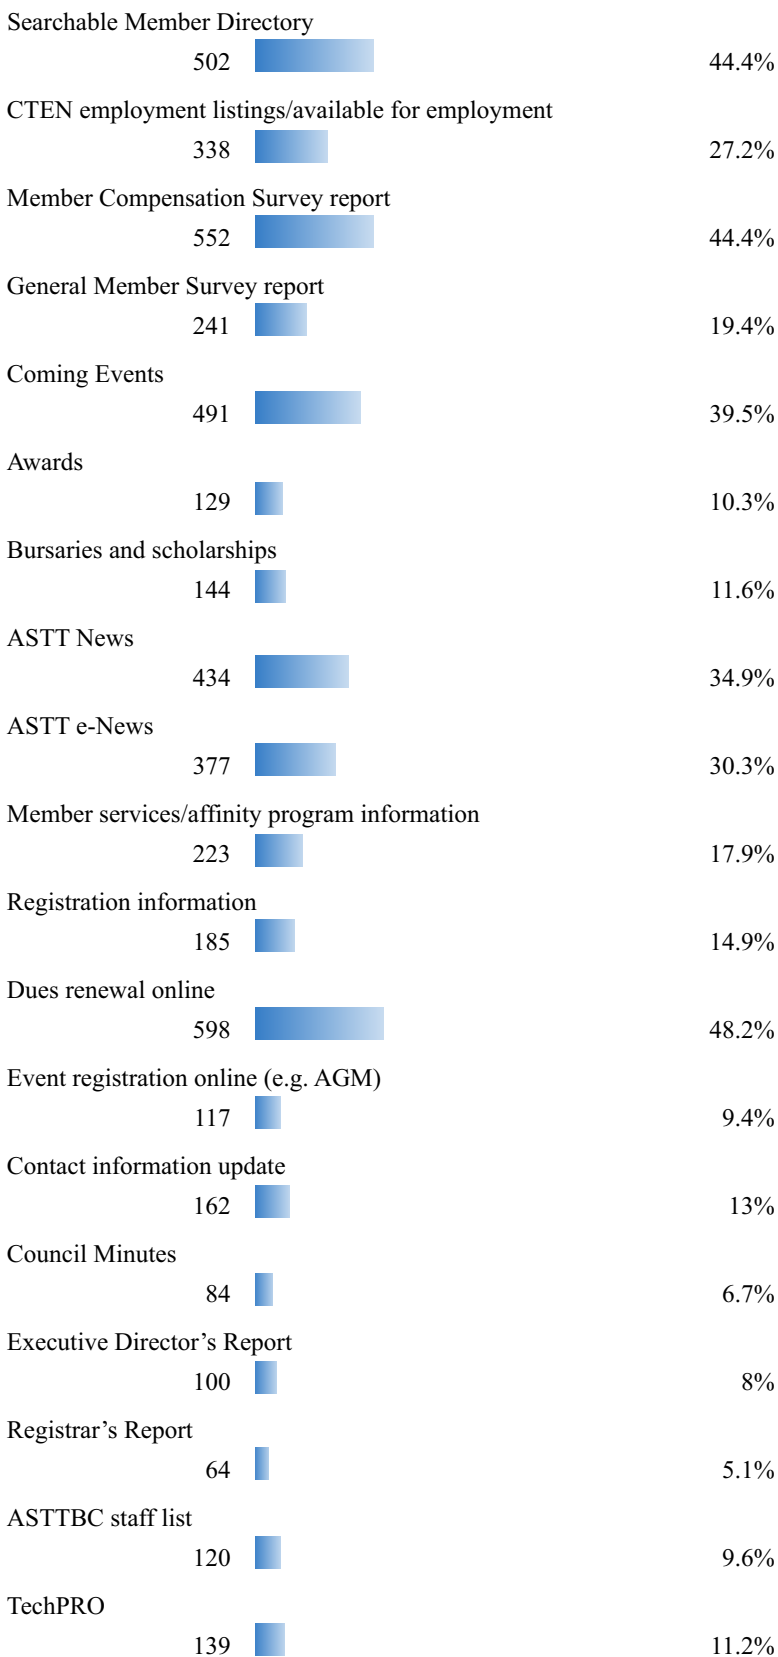 Searchable Member Directory
502 44.4%
CTEN employment listings/available for employment
338 27.2%
Member Compensation Survey report
552 44.4%
General Member Survey report
241 19.4%
Coming Events
491 39.5%
Awards
129 10.3%
Bursaries and scholarships
144 11.6%
ASTT News
434 34.9%
ASTT e-News
377 30.3%
Member services/affinity program information
223 17.9%
Registration information
185 14.9%
Dues renewal online
598 48.2%
Event registration online (e.g. AGM)
117 9.4%
Contact information update
162 13%
Council Minutes
84 6.7%
Executive Director’s Report
100 8%
Registrar’s Report
64 5.1%
ASTTBC staff list
120 9.6%
TechPRO
139 11.2%